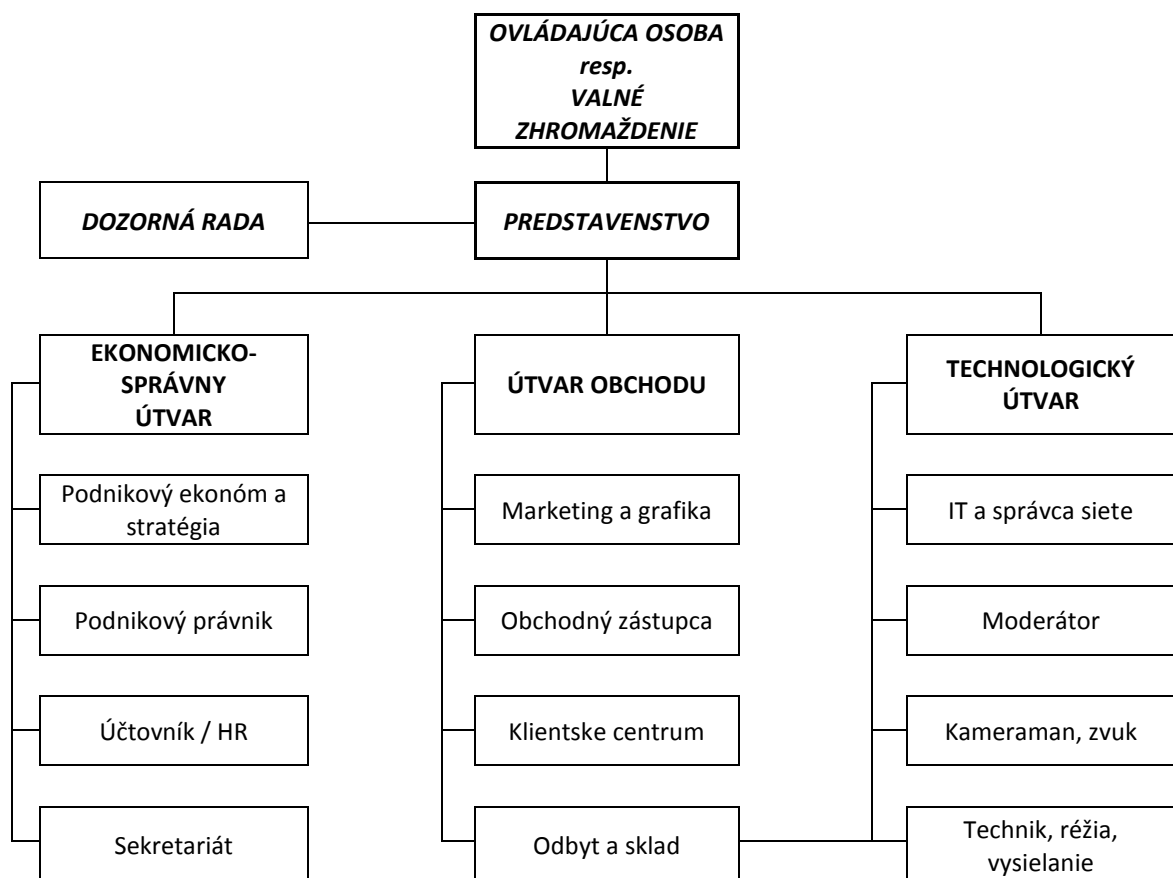 OVLÁDAJÚCA OSOBA
resp.
VALNÉ
ZHROMAŽDENIE
DOZORNÁ RADA
PREDSTAVENSTVO
EKONOMICKO-
SPRÁVNY
ÚTVAR
ÚTVAR OBCHODU
TECHNOLOGICKÝ
ÚTVAR
Podnikový ekonóm a
stratégia
Marketing a grafika
IT a správca siete
Podnikový právnik
Obchodný zástupca
Moderátor
Účtovník / HR
Klientske centrum
Kameraman, zvuk
Sekretariát
Odbyt a sklad
Technik, réžia,
vysielanie